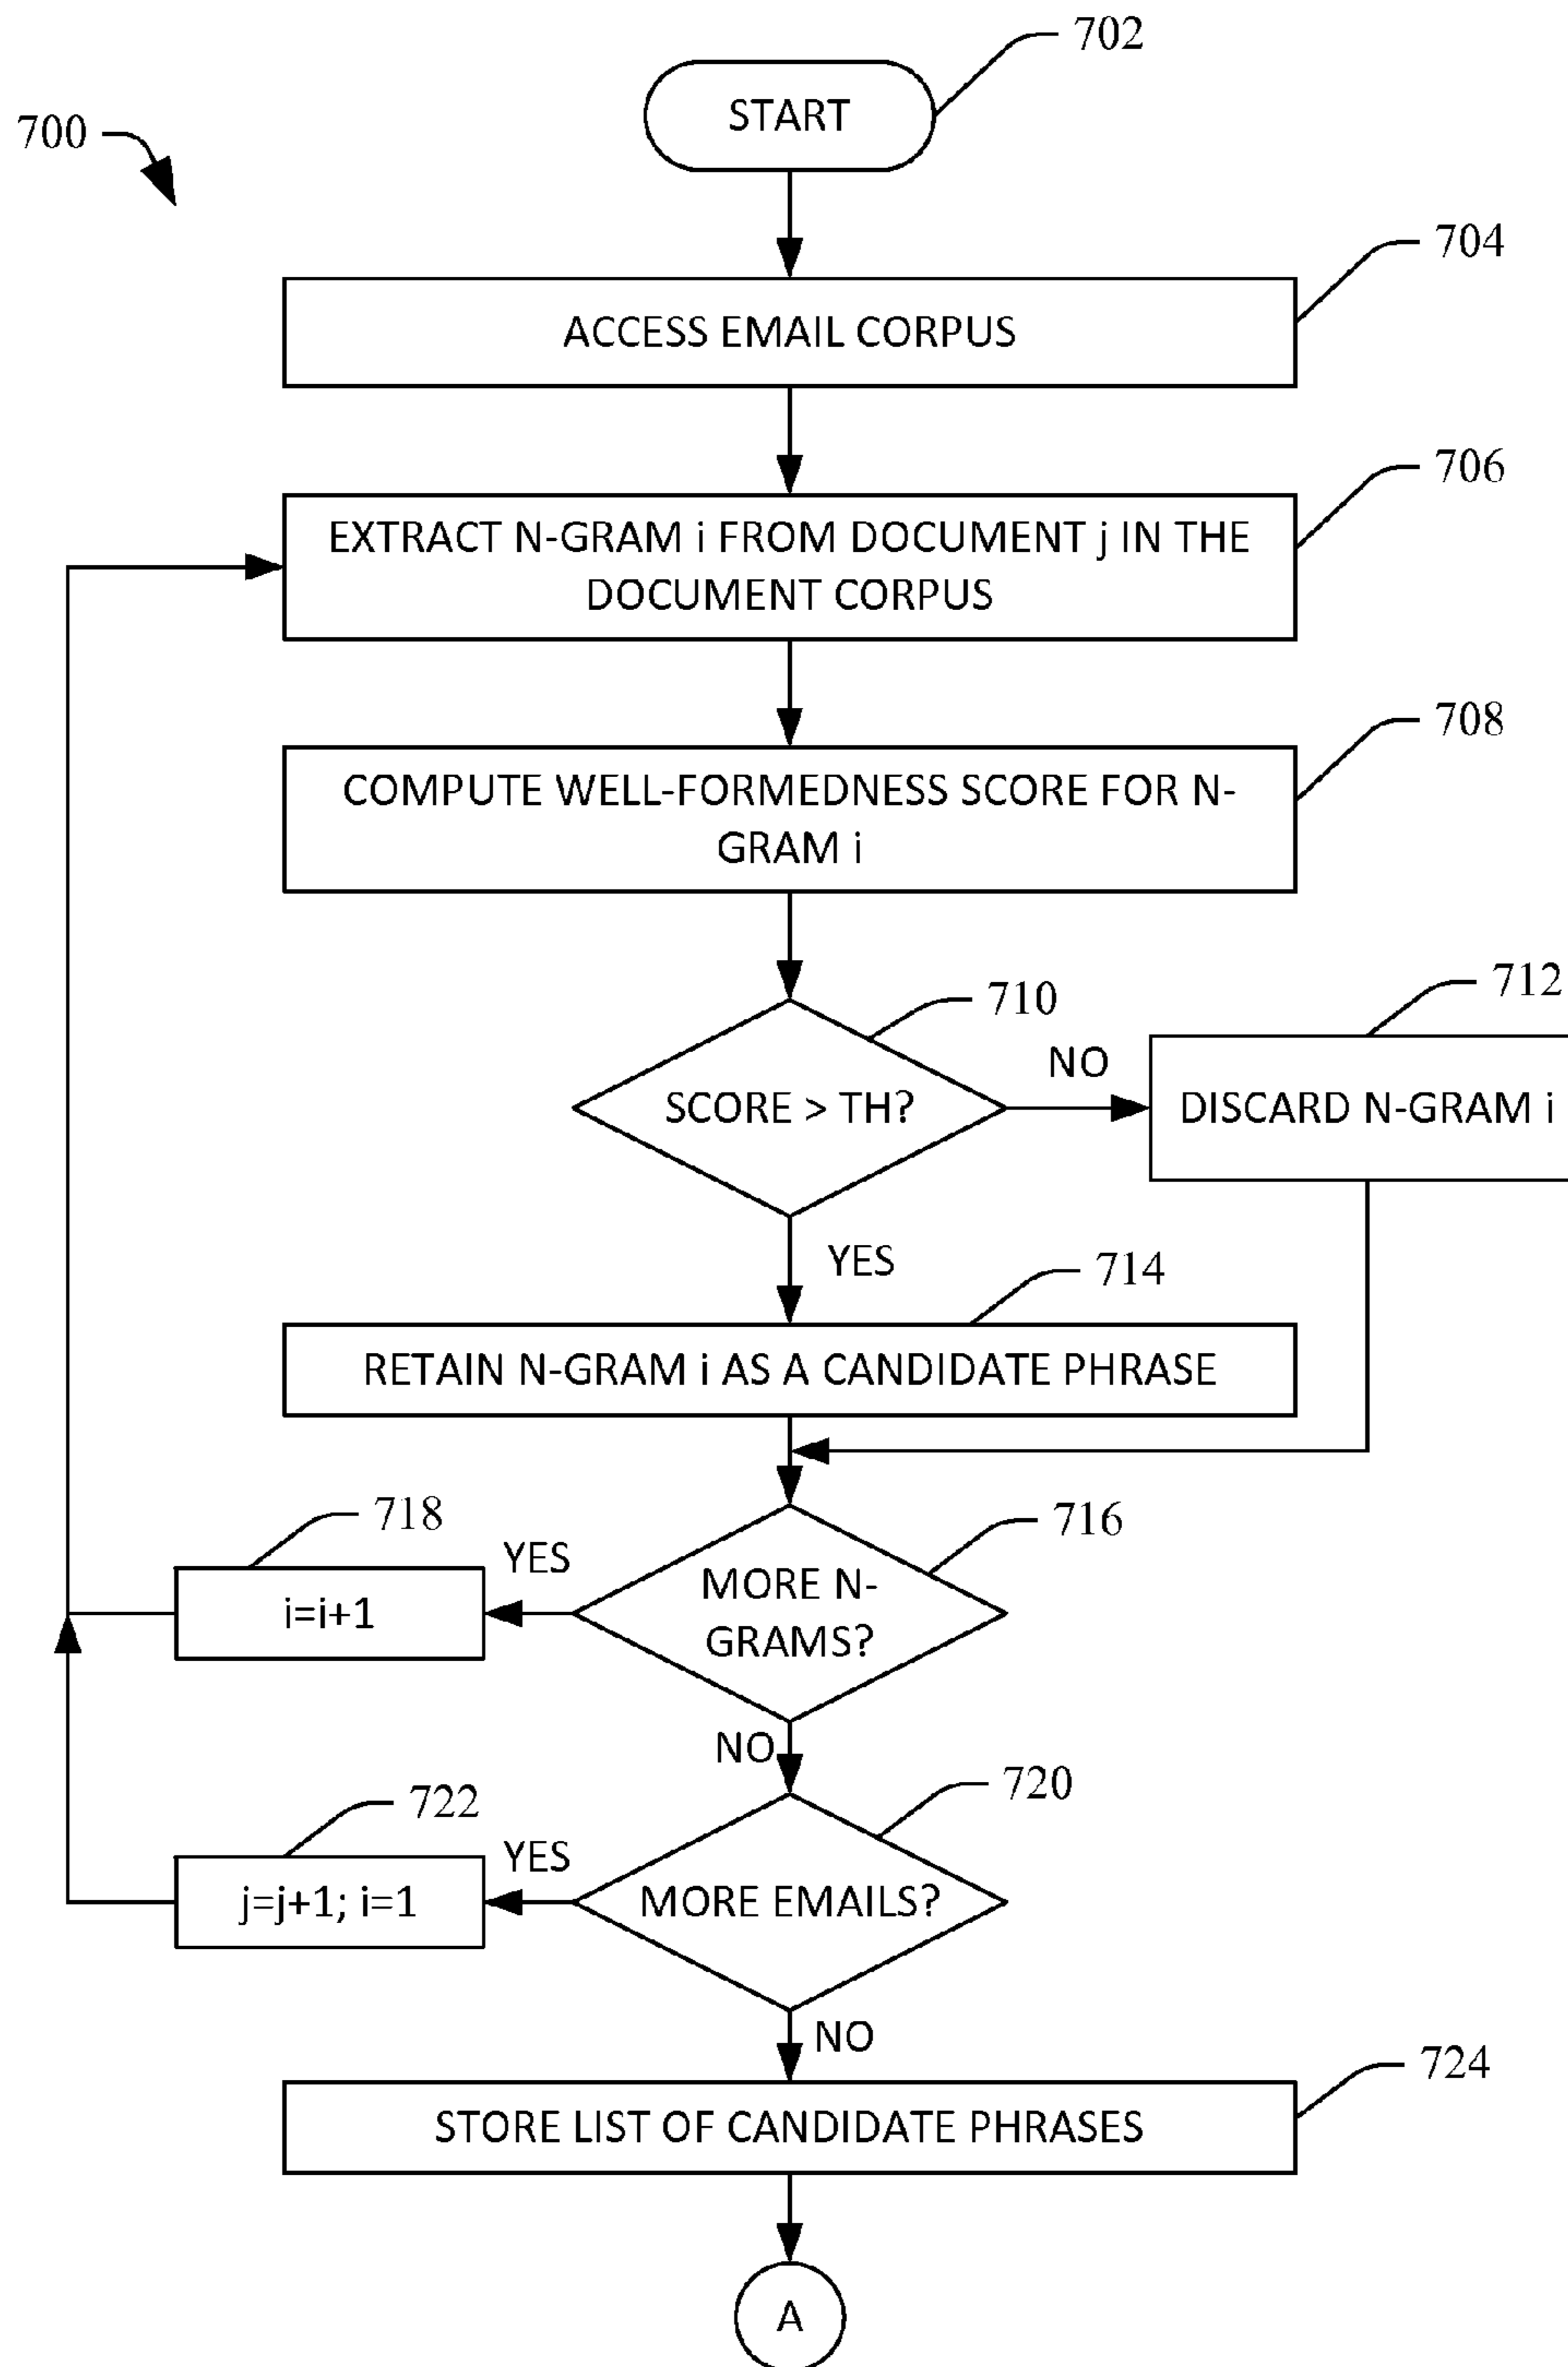 702
START
700
704
ACCESS EMAIL CORPUS
706
EXTRACT N-GRAM i FROM DOCUMENT j IN THE
DOCUMENT CORPUS
708
COMPUTE WELL-FORMEDNESS SCORE FOR N-
GRAM i
710
712
NO
SCORE > TH?
DISCARD N-GRAM i
YES
714
RETAIN N-GRAM i AS A CANDIDATE PHRASE
718
716
YES
MORE N-
GRAMS?
i=i+1
NO
720
722
YES
MORE EMAILS?
j=j+1; i=1
NO
724
STORE LIST OF CANDIDATE PHRASES
A